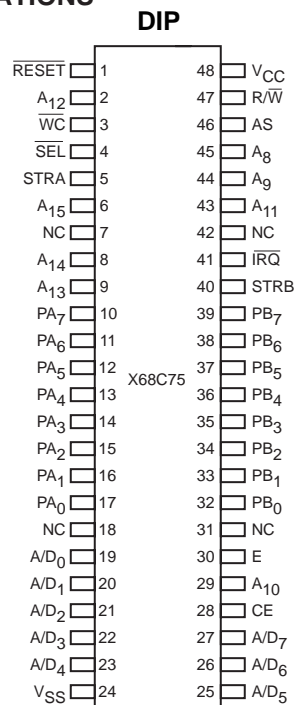 ATIONS
DIP
RESET 1 48 VCC
A12 2 47 R/W
WC 3 46 AS
SEL 4 45 A8
STRA 5 44 A9
A15 6 43 A11
NC 7 42 NC
A14 8 41 IRQ
A13 9 40 STRB
PA7 10 39 PB7
PA6 11 38 PB6
PA5 12 37 PB5
X68C75
PA4 13 36 PB4
PA3 14 35 PB3
PA2 15 34 PB2
PA1 16 33 PB1
PA0 17 32 PB0
NC 18 31 NC
A/D0 19 30 E
A/D1 20 29 A10
A/D2 21 28 CE
A/D3 22 27 A/D7
A/D4 23 26 A/D6
VSS 24 25 A/D5